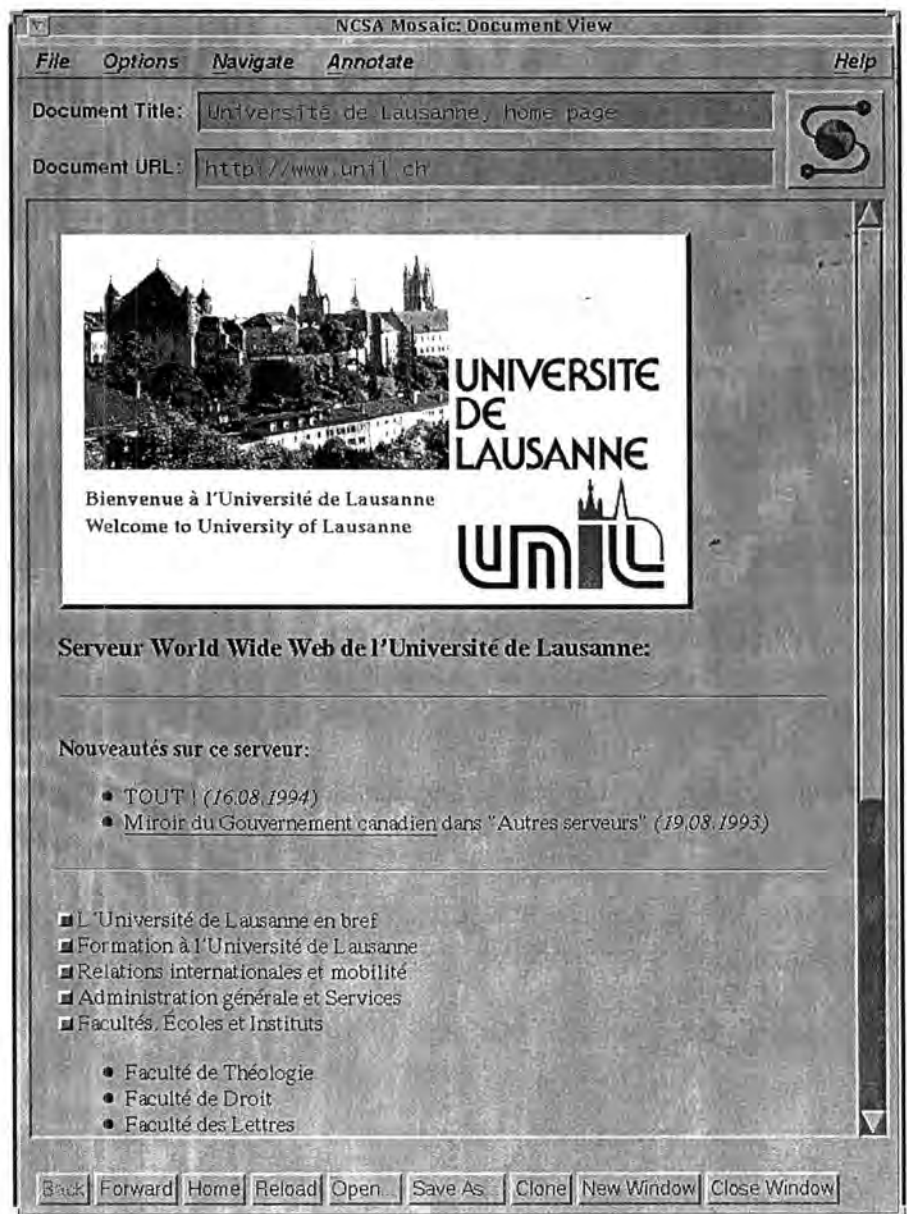 NCSA Mosaic: Document View
File Options Navigate Annotate Help
Document Title: Université de Lausanne, home page
Document URL: http://www.unil.ch
UNIVERSITE
DE
LAUSANNE
Bienvenue à l'Université de Lausanne
Welcome to University of Lausanne
unil
Serveur World Wide Web de l'Université de Lausanne:
Nouveautés sur ce serveur:
TOUT ! (16.08.1994)
Miroir du Gouvernement canadien dans "Autres serveurs" (19.08.1993)
L'Université de Lausanne en bref
Formation à l'Université de Lausanne
Relations internationales et mobilité
Administration générale et Services
Facultés, Écoles et Instituts
Faculté de Théologie
Faculté de Droit
Faculté des Lettres
Back Forward Home Reload Open... Save As... Clone New Window Close Window